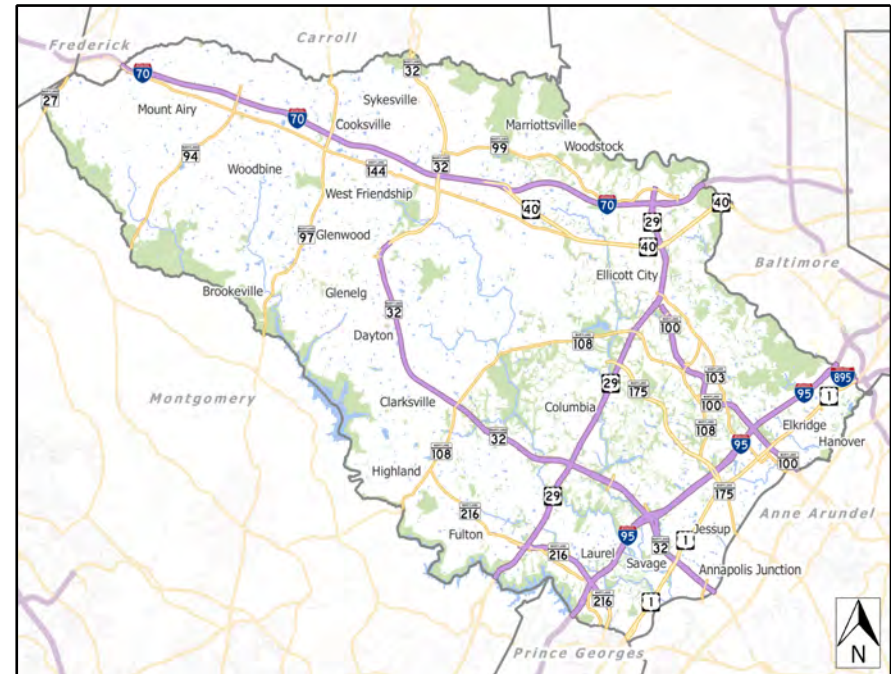 Frederick
Carroll
70
32
27
Mount Airy
70
Sykesville
Cooksville
Marriottsville
94
99
Woodstock
Woodbine
144
32
West Friendship
40
70
40
29
97
Glenwood
40
Ellicott City
Baltimore
Brookeville
Glenelg
32
Dayton
108
100
Montgomery
29
175
103
895
95
1
Clarksville
Columbia
100
Elkridge
108
32
108
95
Hanover
Highland
100
29
175
216
Anne Arundel
Fulton
95
Jessup
1
216
Laurel
32
Savage
Annapolis Junction
216
1
Prince Georges
N